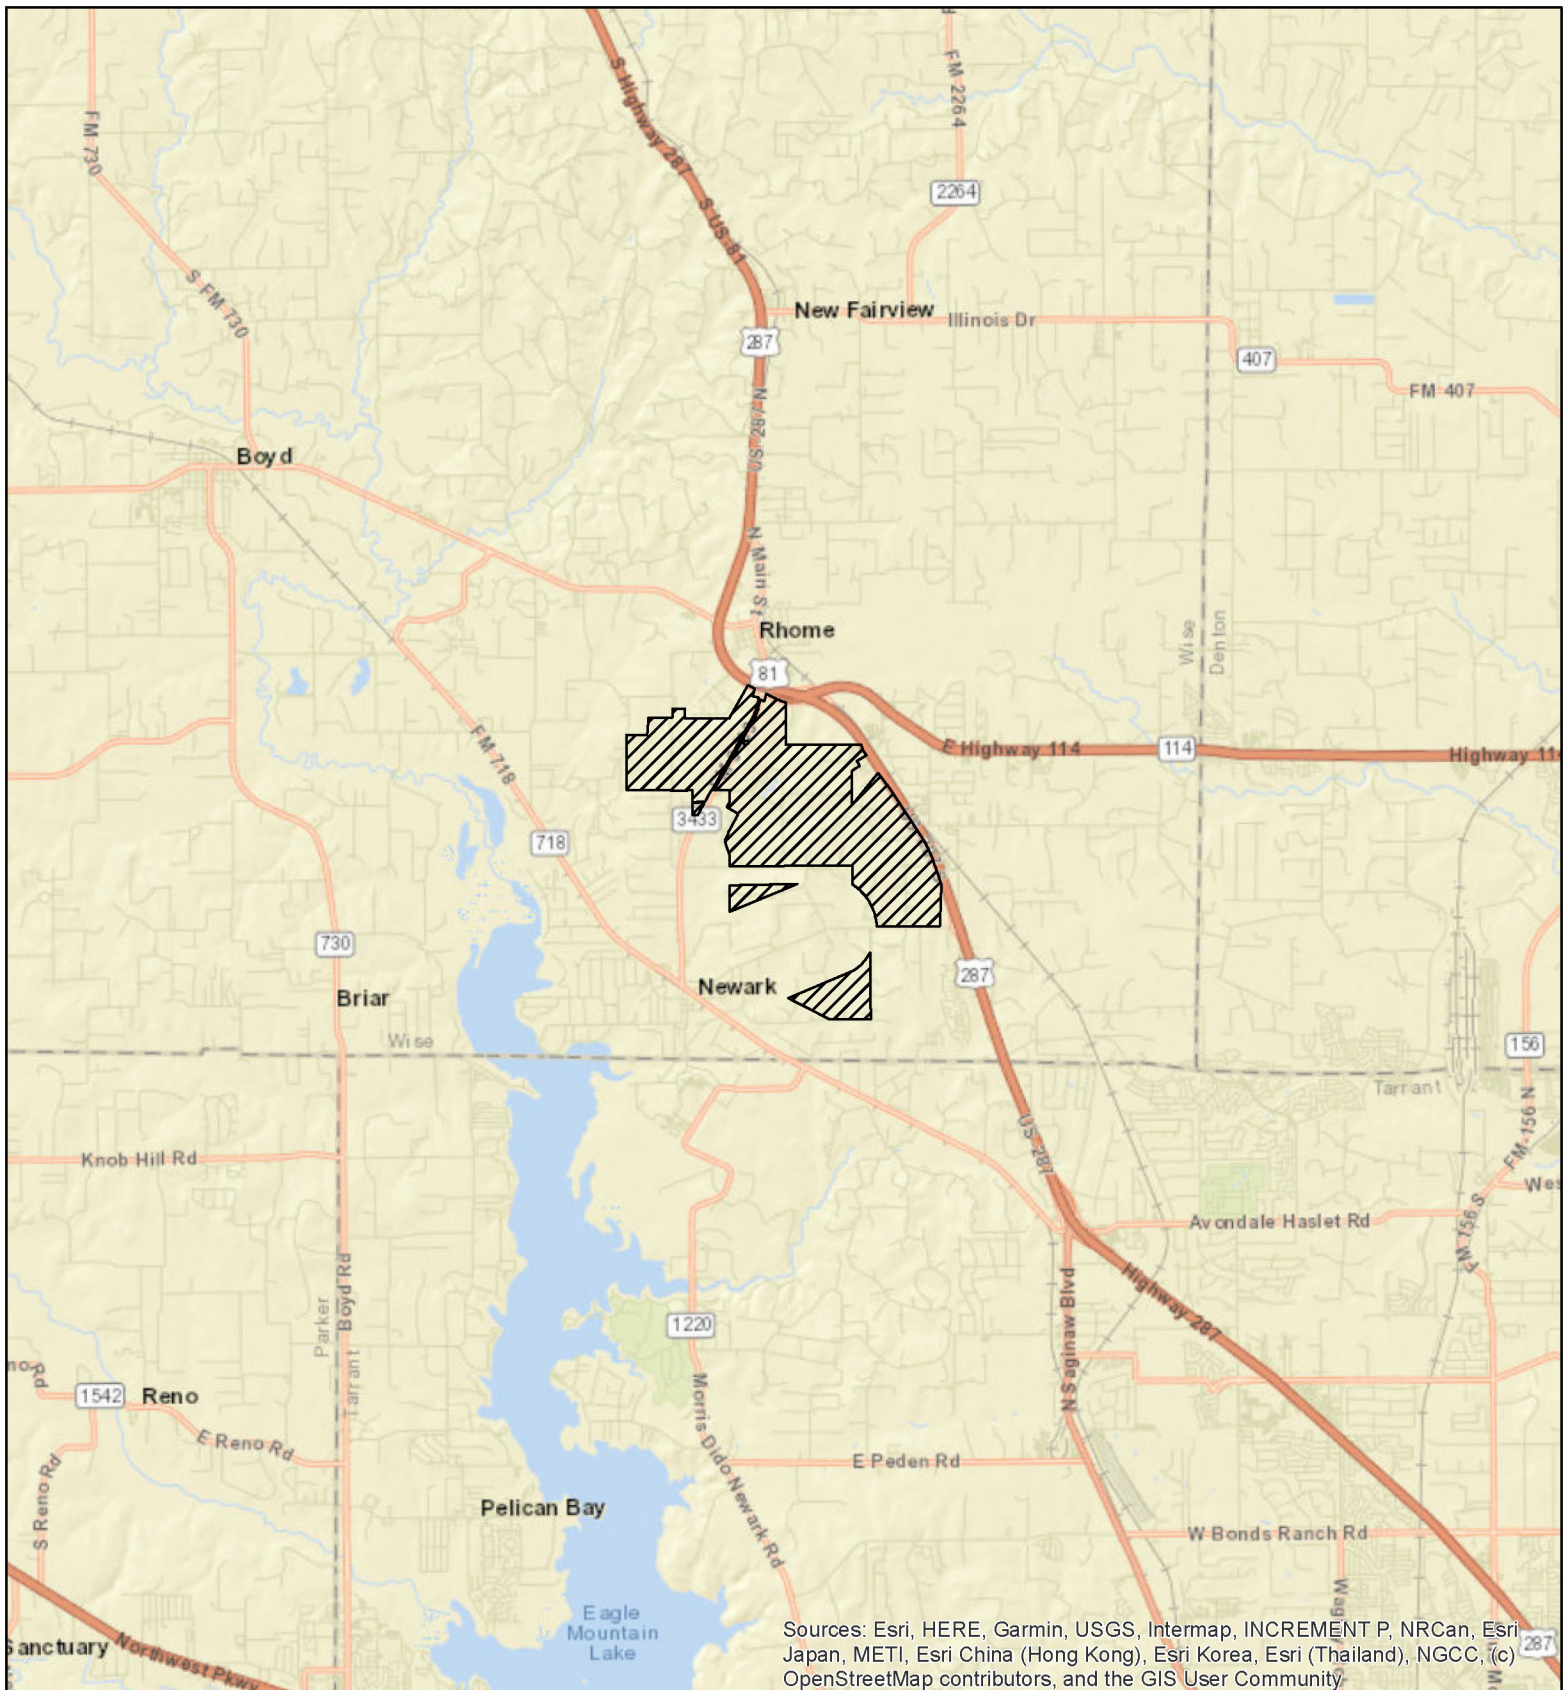 S Highway 287
FM 2264
FM 730
2264
S US-81
S FM 730
New Fairview
Illinois Dr
287
407
FM 407
N US-287
Boyd
N Main St
Rhome
Wise
Denton
81
FM 718
E Highway 114
114
Highway 11
3433
718
730
Newark
287
Briar
Wise
156
Tarrant
FM-156 N
US-287
Knob Hill Rd
Wes
Avondale Haslet Rd
FM 156 S
Boyd Rd
Parker
Tarrant
Highway 287
N Saginaw Blvd
1220
1542
Reno
E Reno Rd
Morris Dido Newark Rd
E Peden Rd
S Reno Rd
Pelican Bay
W Bonds Ranch Rd
Eagle
Mountain
Lake
Sanctuary
Northwest Pkwy
287
Sources: Esri, HERE, Garmin, USGS, Intermap, INCREMENT P, NRCan, Esri
Japan, METI, Esri China (Hong Kong), Esri Korea, Esri (Thailand), NGCC, (c)
OpenStreetMap contributors, and the GIS User Community